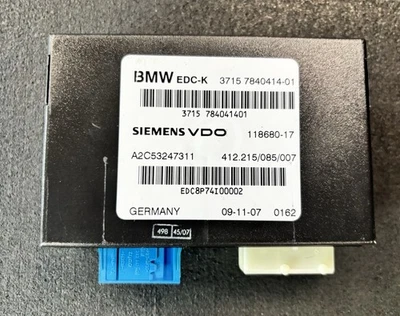 BMW EDC-K 3715 7840414-01
3715 784041401
SIEMENS VDO 118680-17
A2C53247311 412.215/085/007
EDC8P74I00002
GERMANY 09-11-07 0162
498 45/07